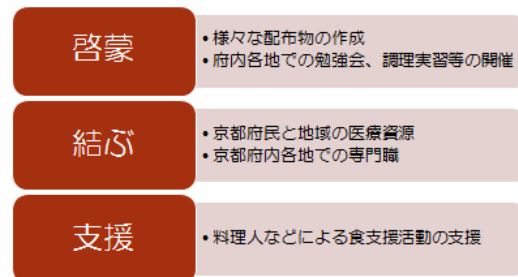 啓蒙
• 様々な配布物の作成
• 府内各地での勉強会、調理実習等の開催
結ぶ
• 京都府民と地域の医療資源
• 京都府内各地での専門職
支援
• 料理人などによる食支援活動の支援